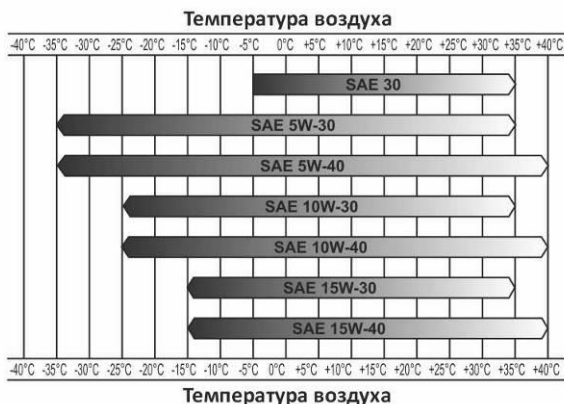 Температура воздуха
-40°C -35°C -30°C -25°C -20°C -15°C -10°C -5°C 0°C +5°C +10°C +15°C +20°C +25°C +30°C +35°C +40°C
SAE 30
SAE 5W-30
SAE 5W-40
SAE 10W-30
SAE 10W-40
SAE 15W-30
SAE 15W-40
-40°C -35°C -30°C -25°C -20°C -15°C -10°C -5°C 0°C +5°C +10°C +15°C +20°C +25°C +30°C +35°C +40°C
Температура воздуха